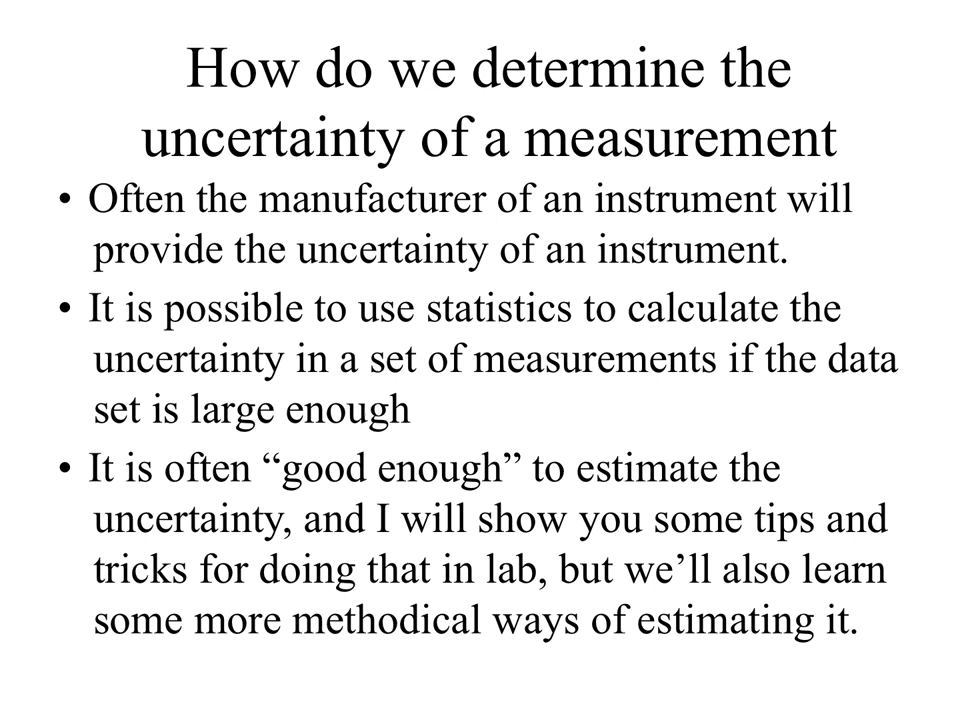 How do we determine the
uncertainty of a measurement
• Often the manufacturer of an instrument will
provide the uncertainty of an instrument.
• It is possible to use statistics to calculate the
uncertainty in a set of measurements if the data
set is large enough
• It is often “good enough” to estimate the
uncertainty, and I will show you some tips and
tricks for doing that in lab, but we’ll also learn
some more methodical ways of estimating it.